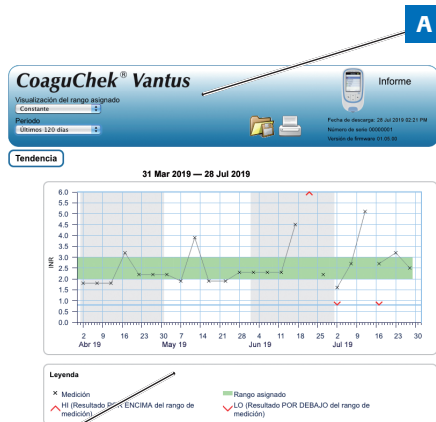 A
CoaguChek® Vantus
Informe
Visualización del rango asignado
Constante
Periodo
Últimos 120 días
Fecha de descarga: 28 Jul 2019 02:21 PM
Número de serie 00000001
Versión de firmware 01.00.00
Tendencia
31 Mar 2019 — 28 Jul 2019
6.0
5.5
5.0
4.5
4.0
3.5
3.0
2.5
2.0
1.5
1.0
0.5
0.0
INR
2 9 16 23 30 7 14 21 28 4 11 18 25 2 9 16 23 30
Abr 19 May 19 Jun 19 Jul 19
Leyenda
× Medición
Rango asignado
HI (Resultado POR ENCIMA del rango de
medición)
LO (Resultado POR DEBAJO del rango de
medición)